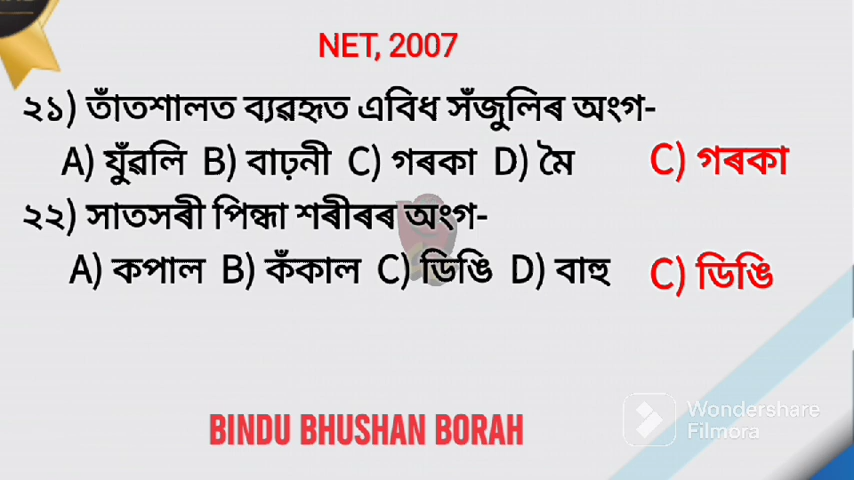 NET, 2007
২১) তাঁতশালত ব্যৱহৃত এবিধ সঁজুলিৰ অংগ-
A) যুঁৱলি B) বাঢ়নী C) গৰকা D) মৈ C) গৰকা
২২) সাতসৰী পিন্ধা শৰীৰৰ অংগ-
A) কপাল B) কঁকাল C) ডিঙি D) বাহু C) ডিঙি
BINDU BHUSHAN BORAH
Wondershare
Filmora